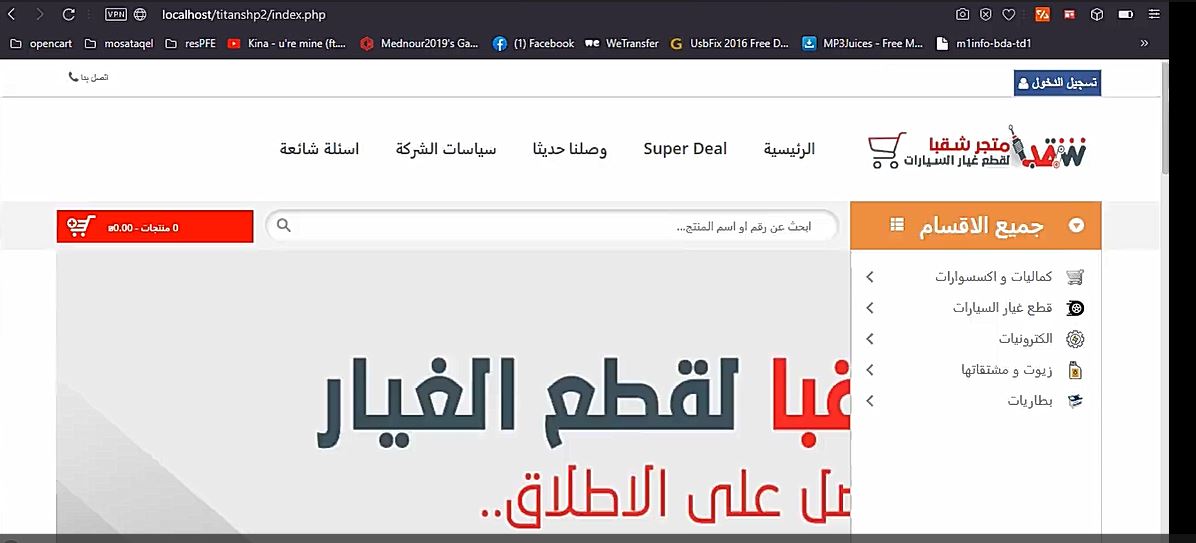 VPN
localhost/titanshp2/index.php
opencart
mosataqel
resPFE
Kina - u're mine (ft....
Mednour2019's Ga...
(1) Facebook
WeTransfer
UsbFix 2016 Free D...
MP3Juices - Free M...
m1info-bda-td1
»
تسجيل الدخول
اتصل بنا
متجر شقبا
لقطع غيار السيارات
شقبا
الرئيسية
Super Deal
وصلنا حديثا
سياسات الشركة
اسئلة شائعة
جميع الاقسام
ابحث عن رقم او اسم المنتج...
0 منتجات - ₪0.00
كماليات و اكسسوارات
قطع غيار السيارات
الكترونيات
زيوت و مشتقاتها
بطاريات
قبا لقطع الغيار
على الاطلاق..